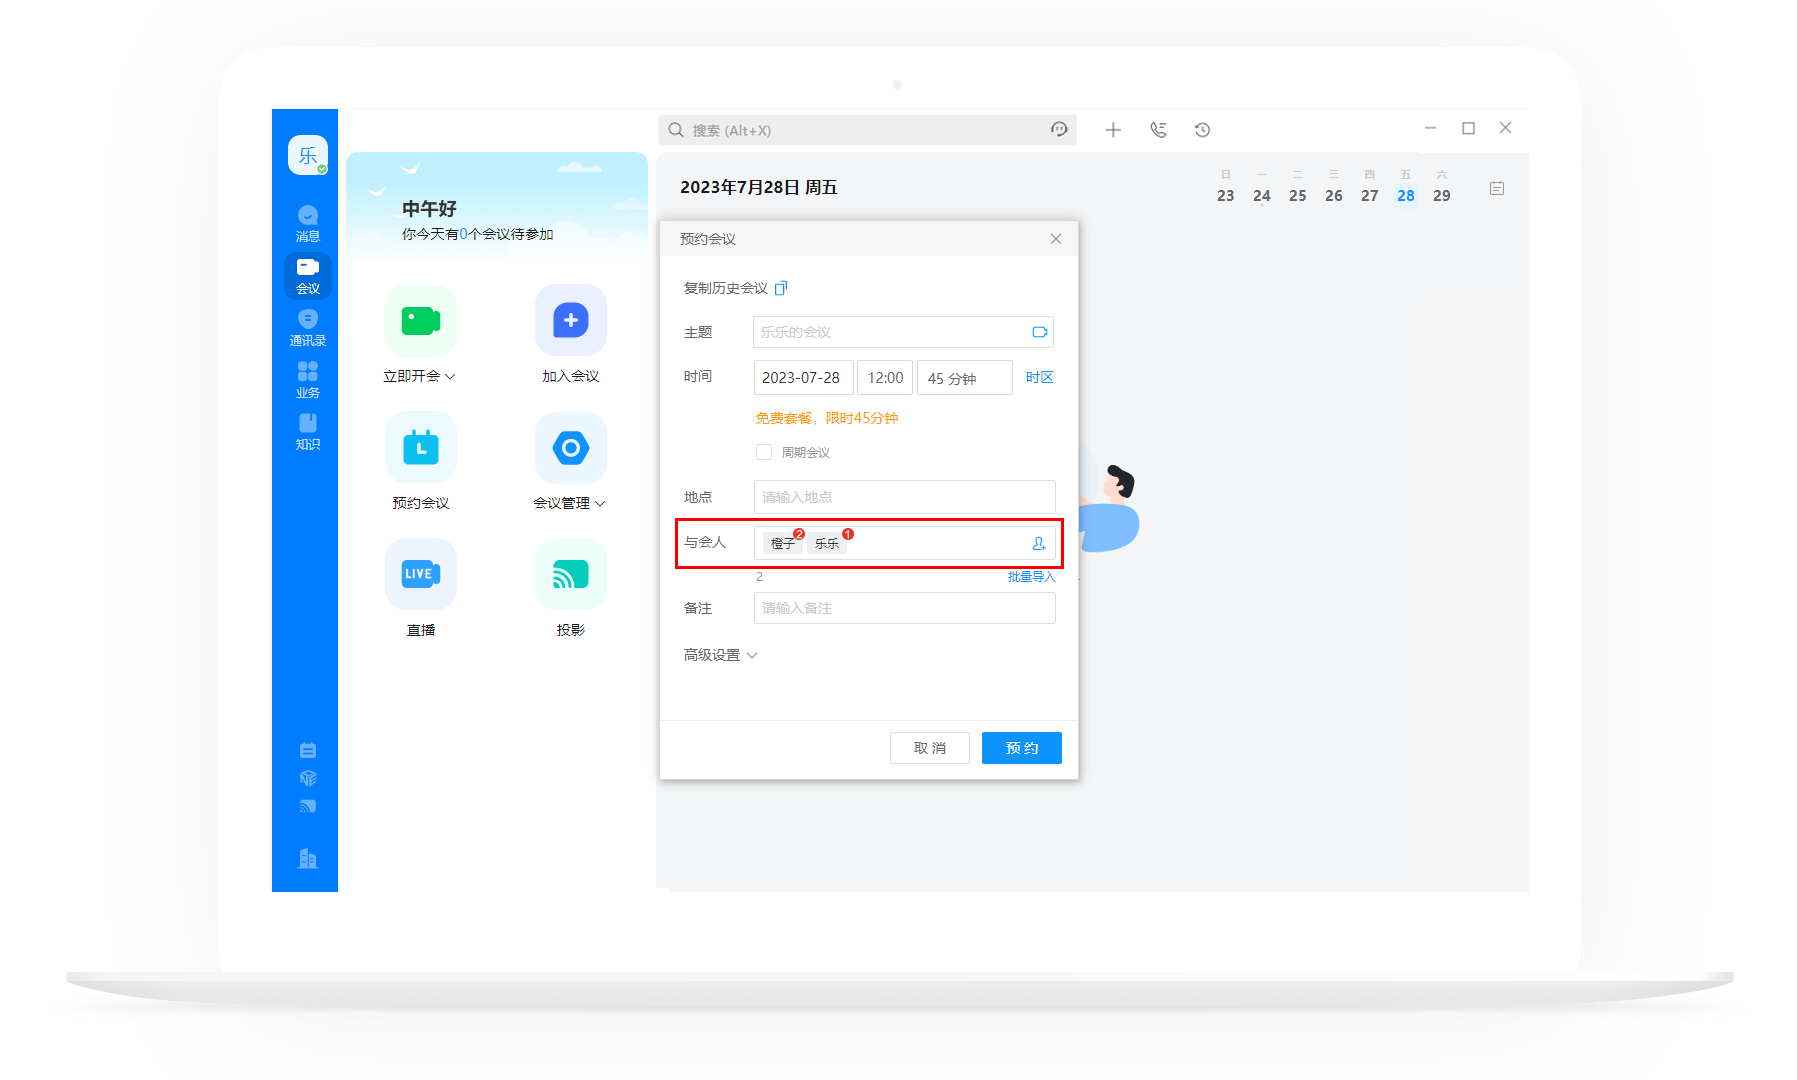 搜索 (Alt+X)
乐
消息
会议
通讯录
业务
知识
中午好
你今天有0个会议待参加
立即开会
加入会议
预约会议
会议管理
LIVE
直播
投影
2023年7月28日 周五
日 一 二 三 四 五 六
23 24 25 26 27 28 29
预约会议
复制历史会议
主题 乐乐的会议
时间 2023-07-28 12:00 45 分钟 时区
免费套餐，限时45分钟
周期会议
地点 请输入地点
与会人 橙子 2 乐乐 1
2 批量导入
备注 请输入备注
高级设置
取 消 预 约